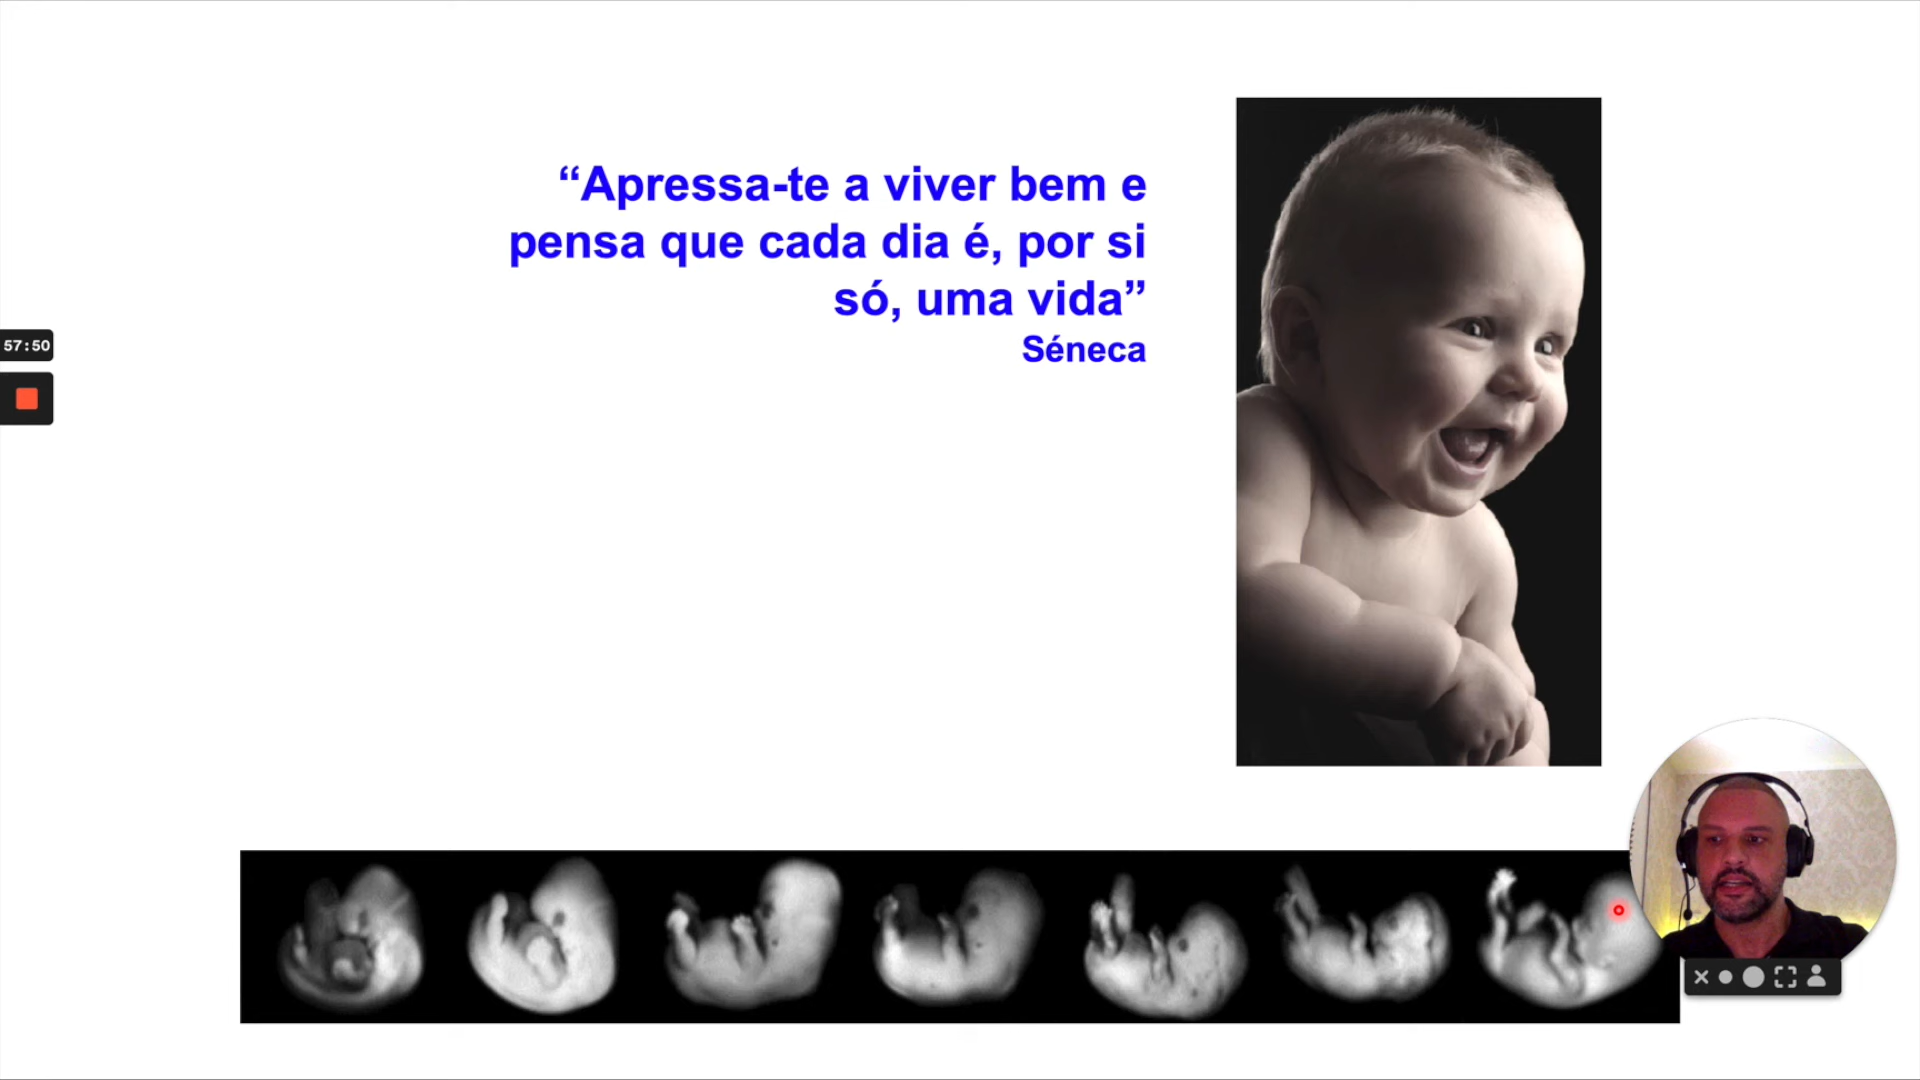 “Apressa-te a viver bem e
pensa que cada dia é, por si
só, uma vida”
Séneca
57:50